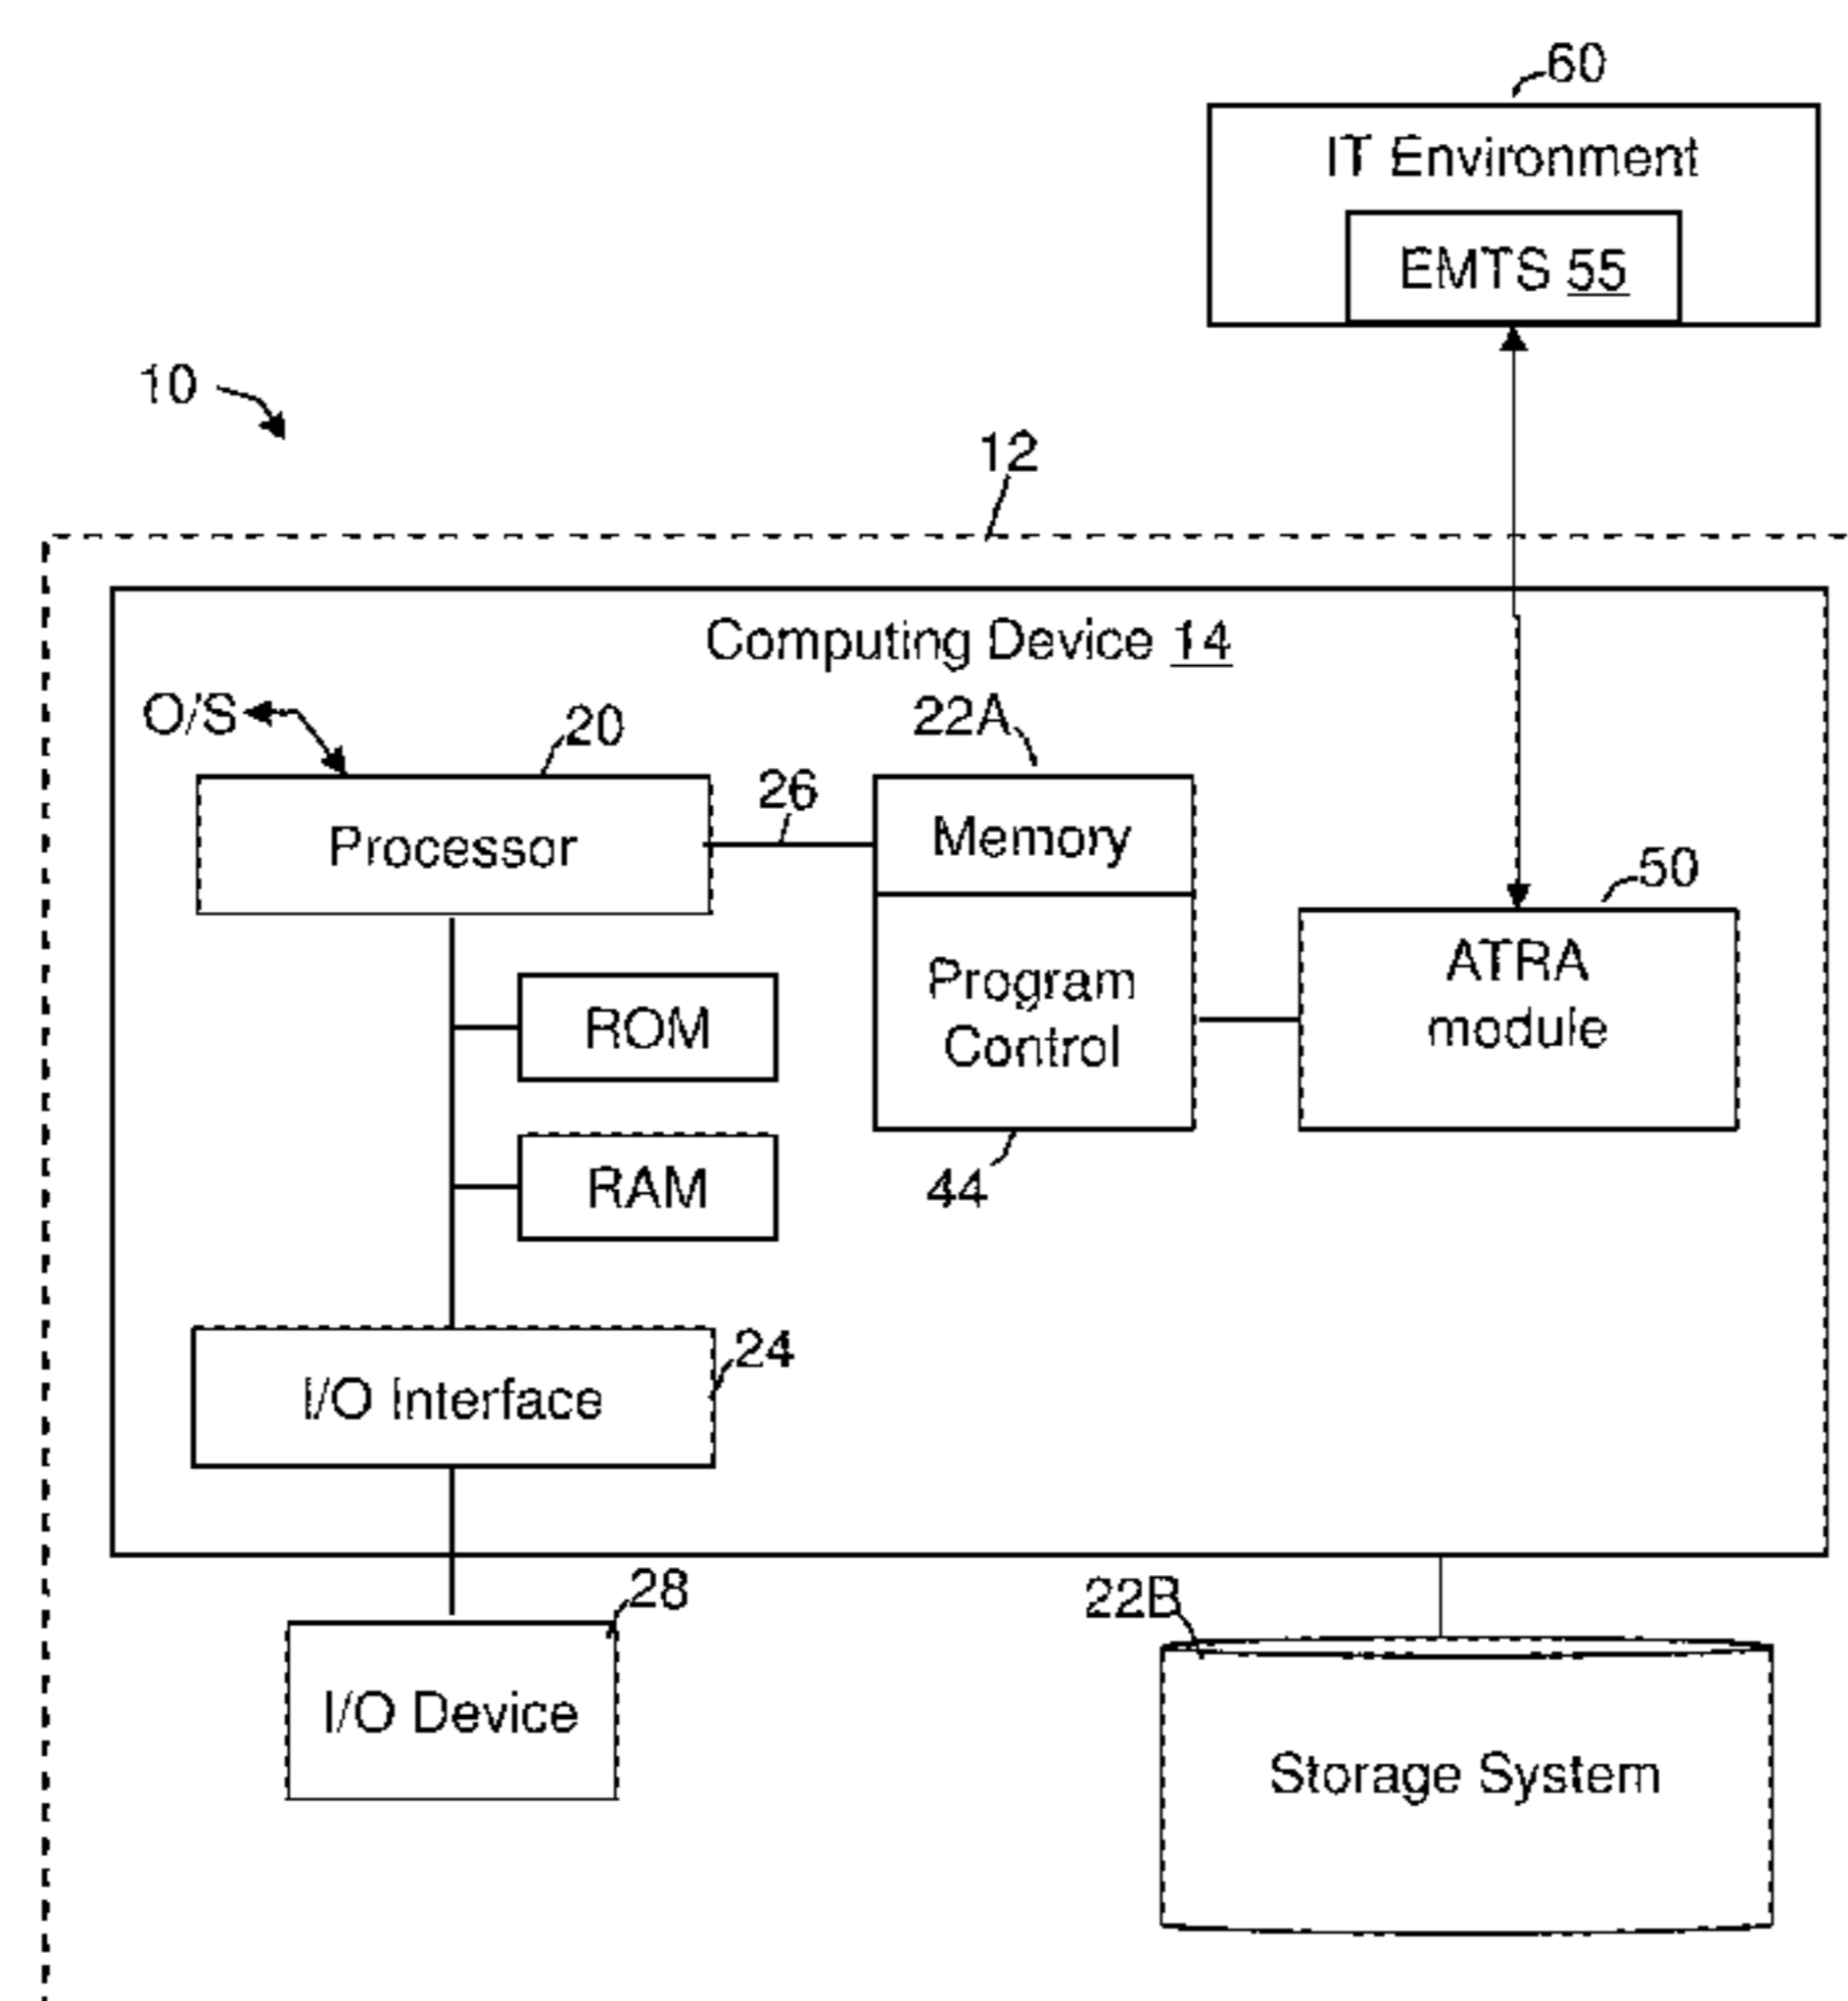 60
IT Environment
EMTS 55
10
12
Computing Device 14
O/S
20
22A
26
Processor
Memory
50
ATRA
module
Program
Control
ROM
RAM
44
24
I/O Interface
28
22B
I/O Device
Storage System